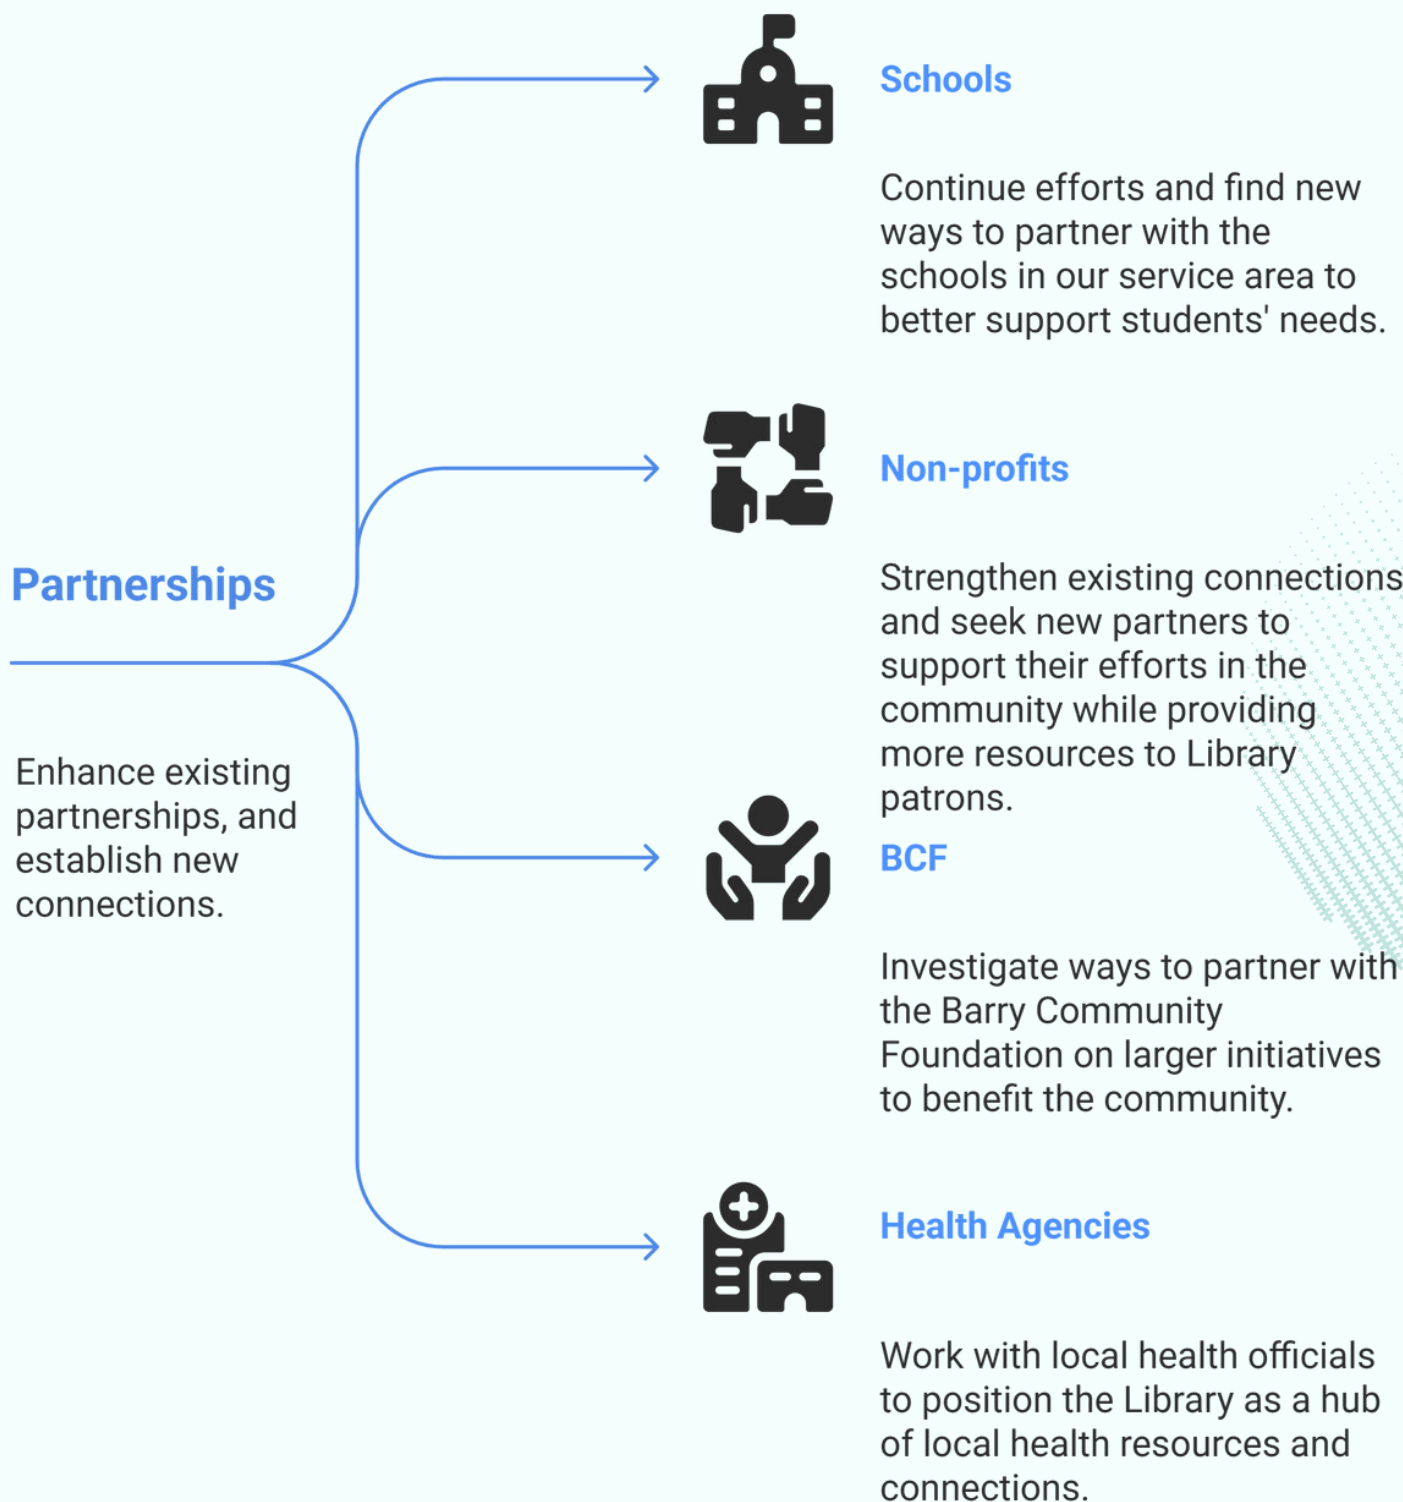 Partnerships
Enhance existing
partnerships, and
establish new
connections.
Schools
Continue efforts and find new
ways to partner with the
schools in our service area to
better support students' needs.
Non-profits
Strengthen existing connections
and seek new partners to
support their efforts in the
community while providing
more resources to Library
patrons.
BCF
Investigate ways to partner with
the Barry Community
Foundation on larger initiatives
to benefit the community.
Health Agencies
Work with local health officials
to position the Library as a hub
of local health resources and
connections.